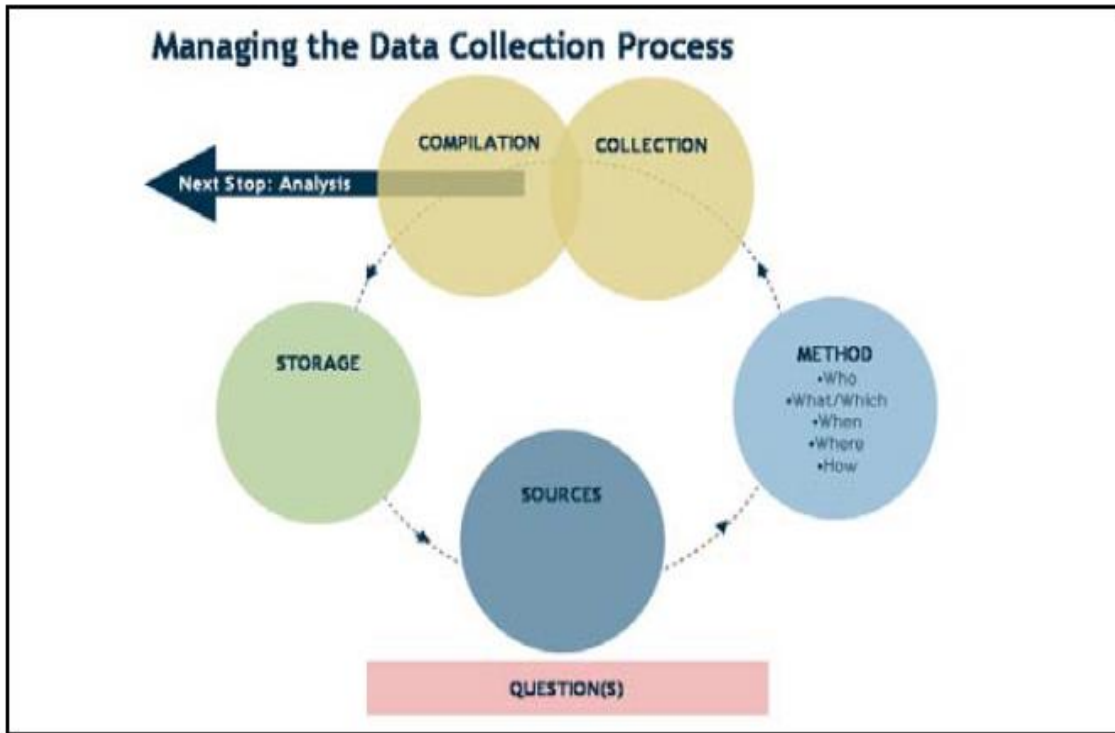 Managing the Data Collection Process
COMPILATION
COLLECTION
Next Stop: Analysis
STORAGE
METHOD
•Who
•What/Which
•When
•Where
•How
SOURCES
QUESTION(S)